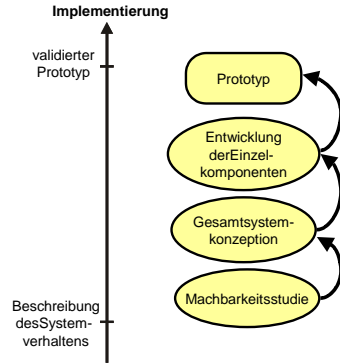 Implementierung
validierter
Prototyp
Prototyp
Entwicklung
derEinzel-
komponenten
Gesamtsystem-
konzeption
Machbarkeitsstudie
Beschreibung
desSystem-
verhaltens